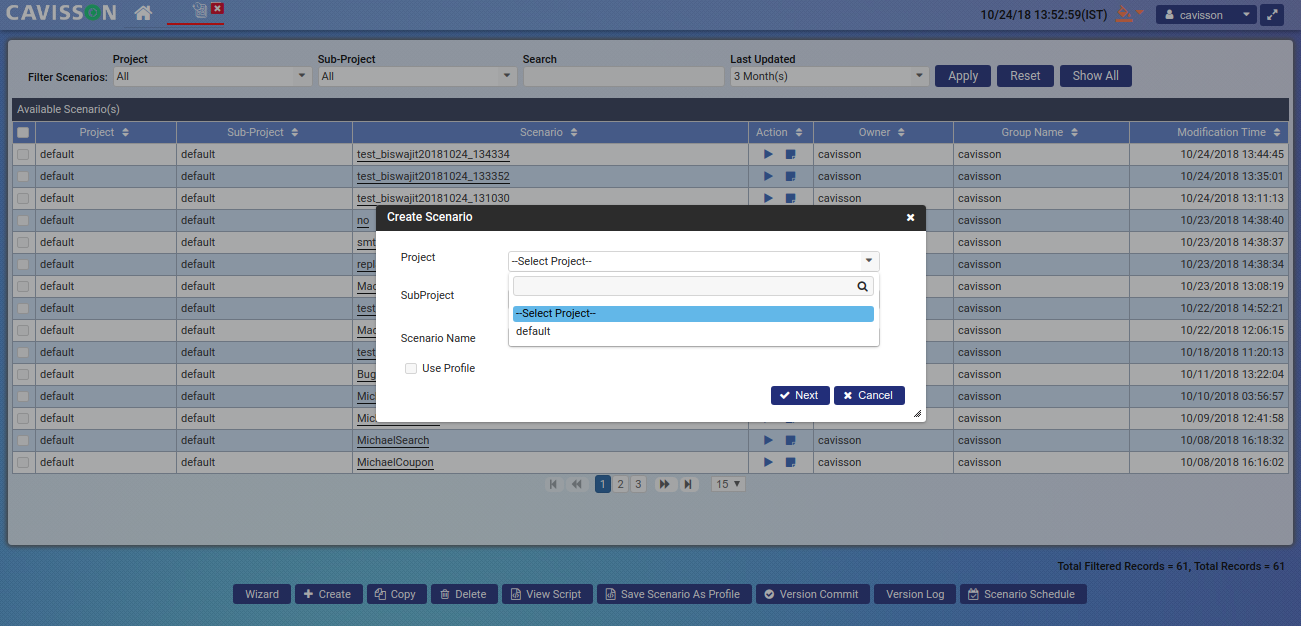 CAVISSON 10/24/18 13:52:59(IST) cavisson
Project Sub-Project Search Last Updated
Filter Scenarios: All All 3 Month(s) Apply Reset Show All
Available Scenario(s)
Project Sub-Project Scenario Action Owner Group Name Modification Time
default default test_biswajit20181024_134334 cavisson cavisson 10/24/2018 13:44:45
default default test_biswajit20181024_133352 cavisson cavisson 10/24/2018 13:35:01
default default test_biswajit20181024_131030 cavisson cavisson 10/24/2018 13:11:13
default default no cavisson 10/23/2018 14:38:40
default default smt cavisson 10/23/2018 14:38:37
default default repl cavisson 10/23/2018 14:38:34
default default Mac cavisson 10/23/2018 13:08:19
default default test cavisson 10/22/2018 14:52:21
default default Mac cavisson 10/22/2018 12:06:15
default default test cavisson 10/18/2018 11:20:13
default default Bug cavisson 10/11/2018 13:22:04
default default Mic cavisson 10/10/2018 03:56:57
default default Mic cavisson 10/09/2018 12:41:58
default default MichaelSearch cavisson cavisson 10/08/2018 16:18:32
default default MichaelCoupon cavisson cavisson 10/08/2018 16:16:02
Create Scenario
Project --Select Project--
SubProject
--Select Project--
default
Scenario Name
Use Profile
Next Cancel
1 2 3 15
Total Filtered Records = 61, Total Records = 61
Wizard Create Copy Delete View Script Save Scenario As Profile Version Commit Version Log Scenario Schedule